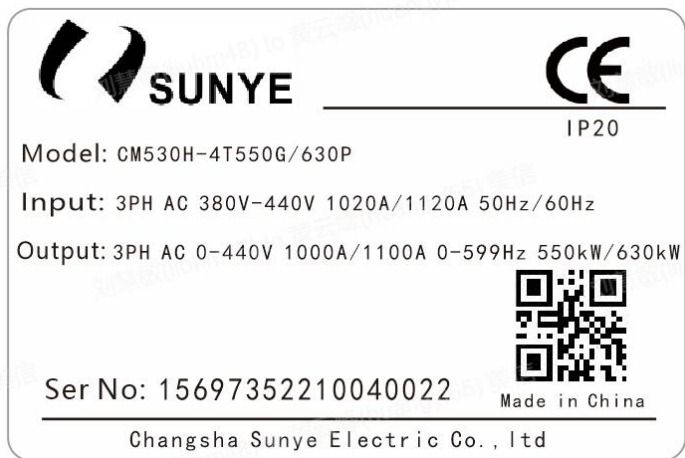 SUNYE
CE
IP20
Model: CM530H-4T550G/630P
Input: 3PH AC 380V-440V 1020A/1120A 50Hz/60Hz
Output: 3PH AC 0-440V 1000A/1100A 0-599Hz 550kW/630kW
Ser No: 15697352210040022
Made in China
Changsha Sunye Electric Co., ltd